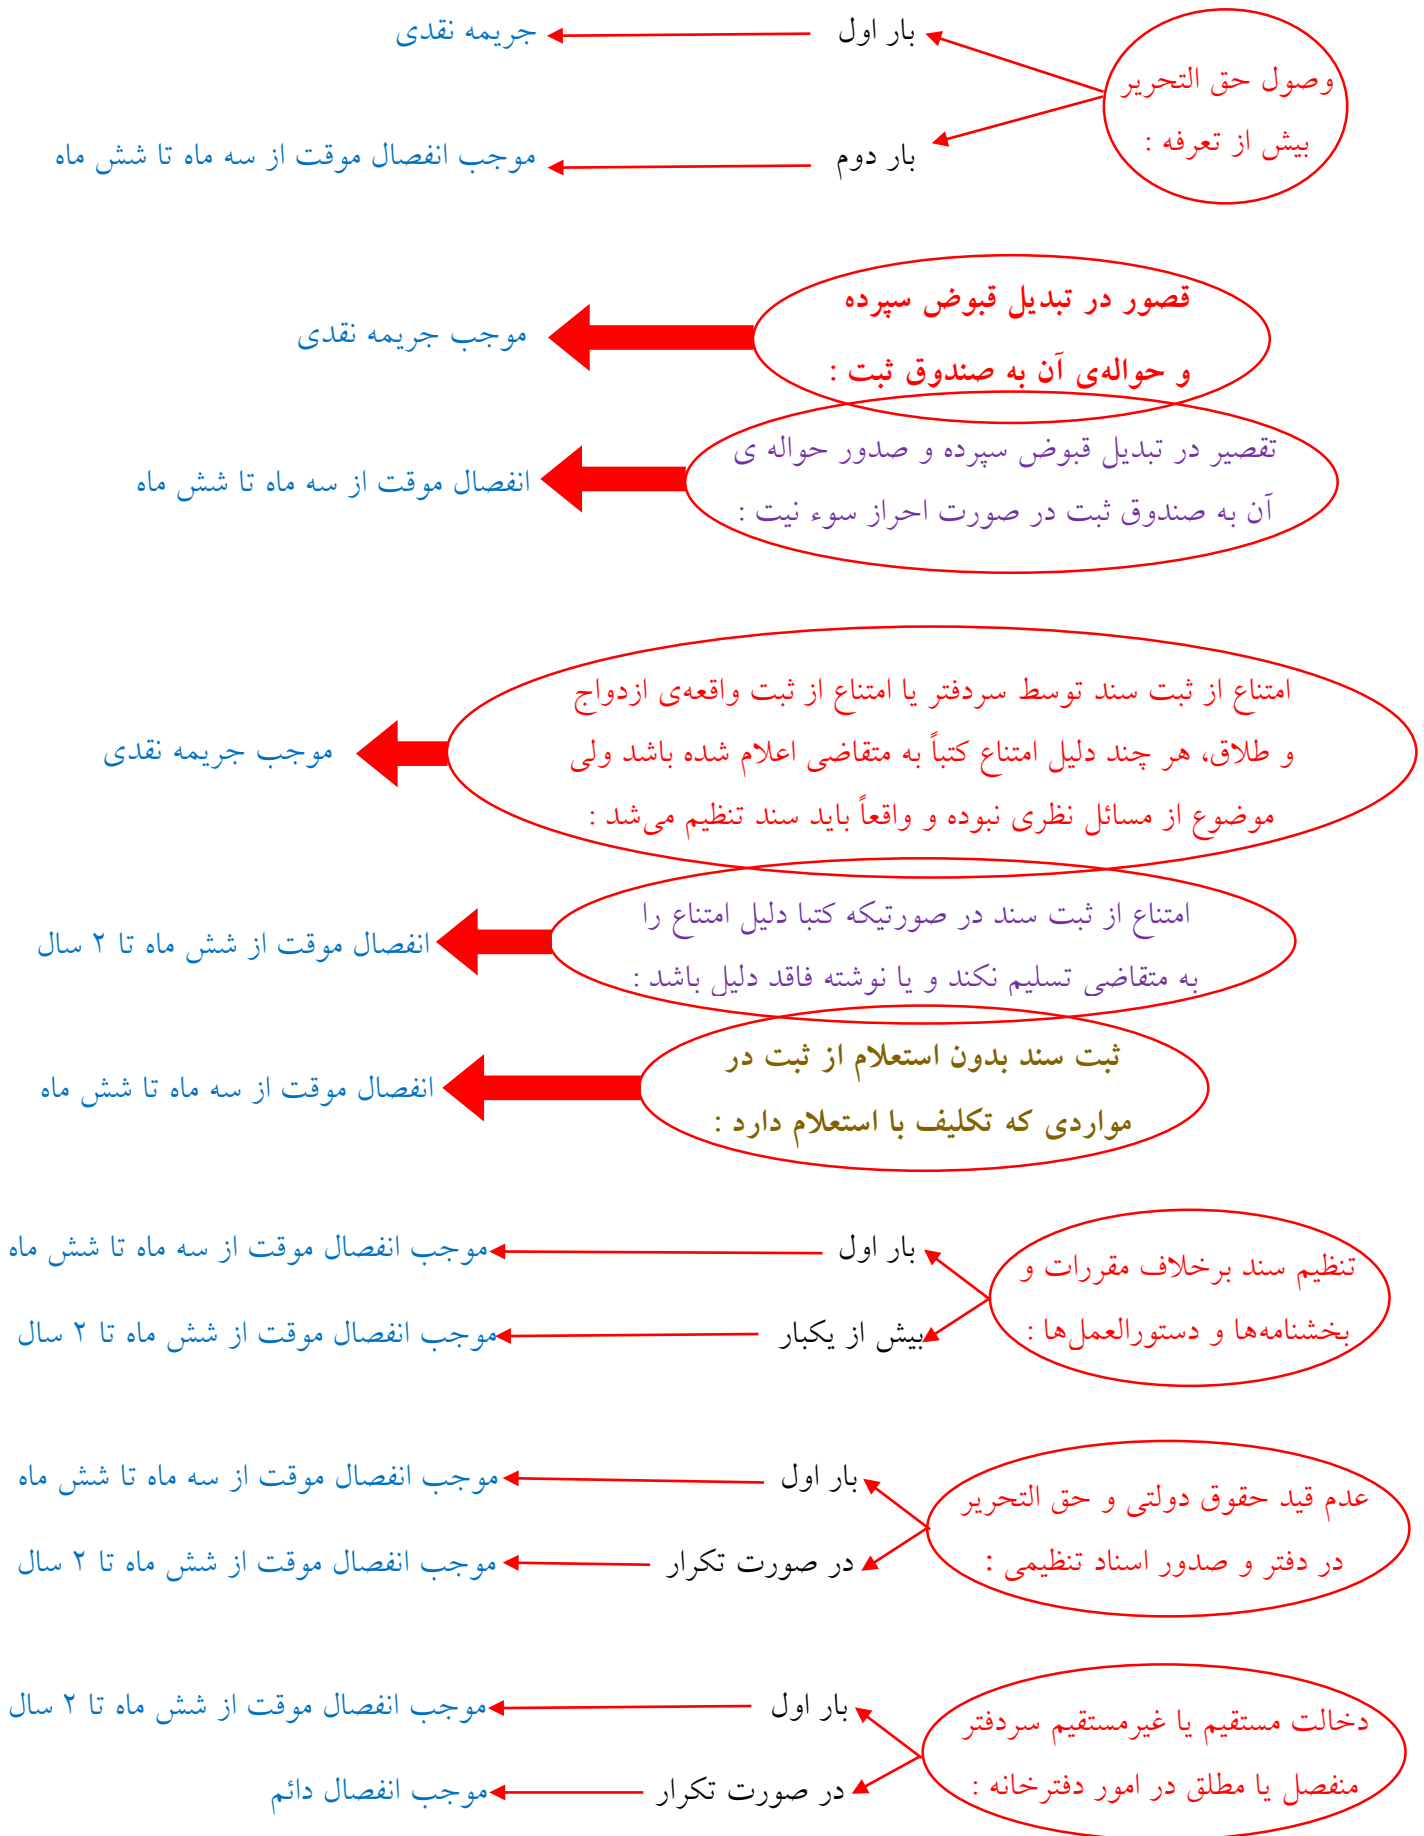 وصول حق التحریر
بیش از تعرفه :
بار اول
جریمه نقدی
بار دوم
موجب انفصال موقت از سه ماه تا شش ماه
قصور در تبدیل قبوض سپرده
و حواله‌ی آن به صندوق ثبت :
موجب جریمه نقدی
تقصیر در تبدیل قبوض سپرده و صدور حواله ی
آن به صندوق ثبت در صورت احراز سوء نیت :
انفصال موقت از سه ماه تا شش ماه
امتناع از ثبت سند توسط سردفتر یا امتناع از ثبت واقعه‌ی ازدواج
و طلاق، هر چند دلیل امتناع کتباً به متقاضی اعلام شده باشد ولی
موضوع از مسائل نظری نبوده و واقعاً باید سند تنظیم می‌شد :
موجب جریمه نقدی
امتناع از ثبت سند در صورتیکه کتبا دلیل امتناع را
به متقاضی تسلیم نکند و یا نوشته فاقد دلیل باشد :
انفصال موقت از شش ماه تا ۲ سال
ثبت سند بدون استعلام از ثبت در
مواردی که تکلیف با استعلام دارد :
انفصال موقت از سه ماه تا شش ماه
تنظیم سند برخلاف مقررات و
بخشنامه‌ها و دستورالعمل‌ها :
بار اول
موجب انفصال موقت از سه ماه تا شش ماه
بیش از یکبار
موجب انفصال موقت از شش ماه تا ۲ سال
عدم قید حقوق دولتی و حق التحریر
در دفتر و صدور اسناد تنظیمی :
بار اول
موجب انفصال موقت از سه ماه تا شش ماه
در صورت تکرار
موجب انفصال موقت از شش ماه تا ۲ سال
دخالت مستقیم یا غیرمستقیم سردفتر
منفصل یا مطلق در امور دفترخانه :
بار اول
موجب انفصال موقت از شش ماه تا ۲ سال
در صورت تکرار
موجب انفصال دائم